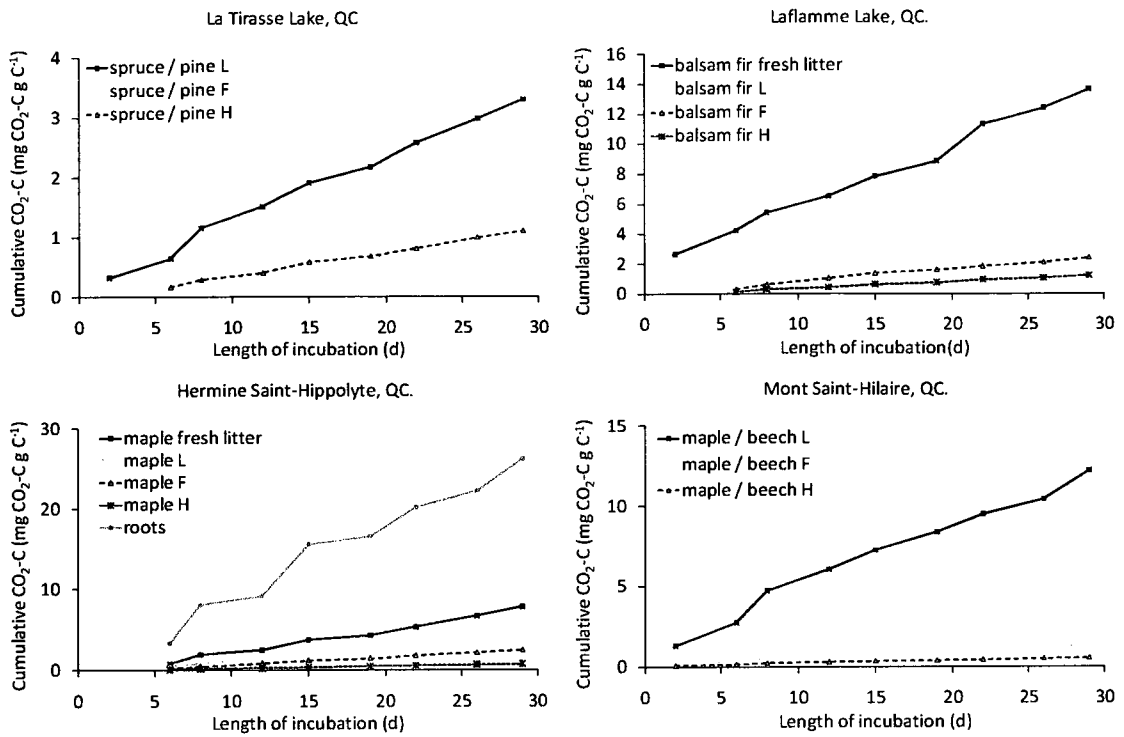 La Tirasse Lake, QC
Cumulative CO₂-C (mg CO₂-C g C⁻¹)
4
3
2
1
0
spruce / pine L
spruce / pine F
spruce / pine H
0 5 10 15 20 25 30
Length of incubation (d)
Laflamme Lake, QC.
Cumulative CO₂-C (mg CO₂-C g C⁻¹)
16
14
12
10
8
6
4
2
0
balsam fir fresh litter
balsam fir L
balsam fir F
balsam fir H
0 5 10 15 20 25 30
Length of incubation(d)
Hermine Saint-Hippolyte, QC.
Cumulative CO₂-C (mg CO₂-C g C⁻¹)
30
20
10
0
maple fresh litter
maple L
maple F
maple H
roots
0 5 10 15 20 25 30
Length of incubation (d)
Mont Saint-Hilaire, QC.
Cumulative CO₂-C (mg CO₂-C g C⁻¹)
15
10
5
0
maple / beech L
maple / beech F
maple / beech H
0 5 10 15 20 25 30
Length of incubation (d)